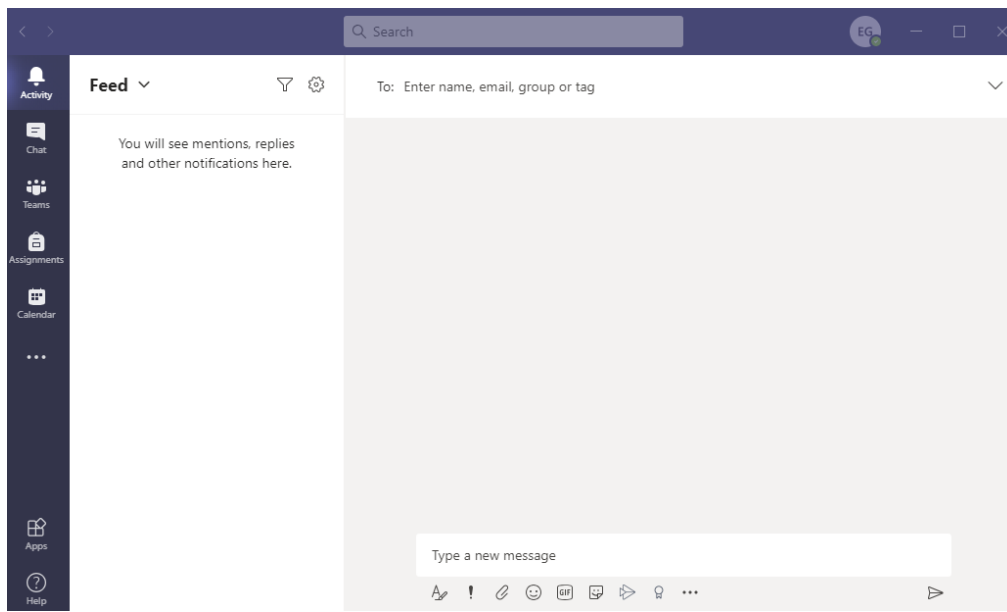 Search
EG
Activity
Chat
Teams
Assignments
Calendar
Apps
Help
Feed
You will see mentions, replies
and other notifications here.
To: Enter name, email, group or tag
Type a new message
GIF